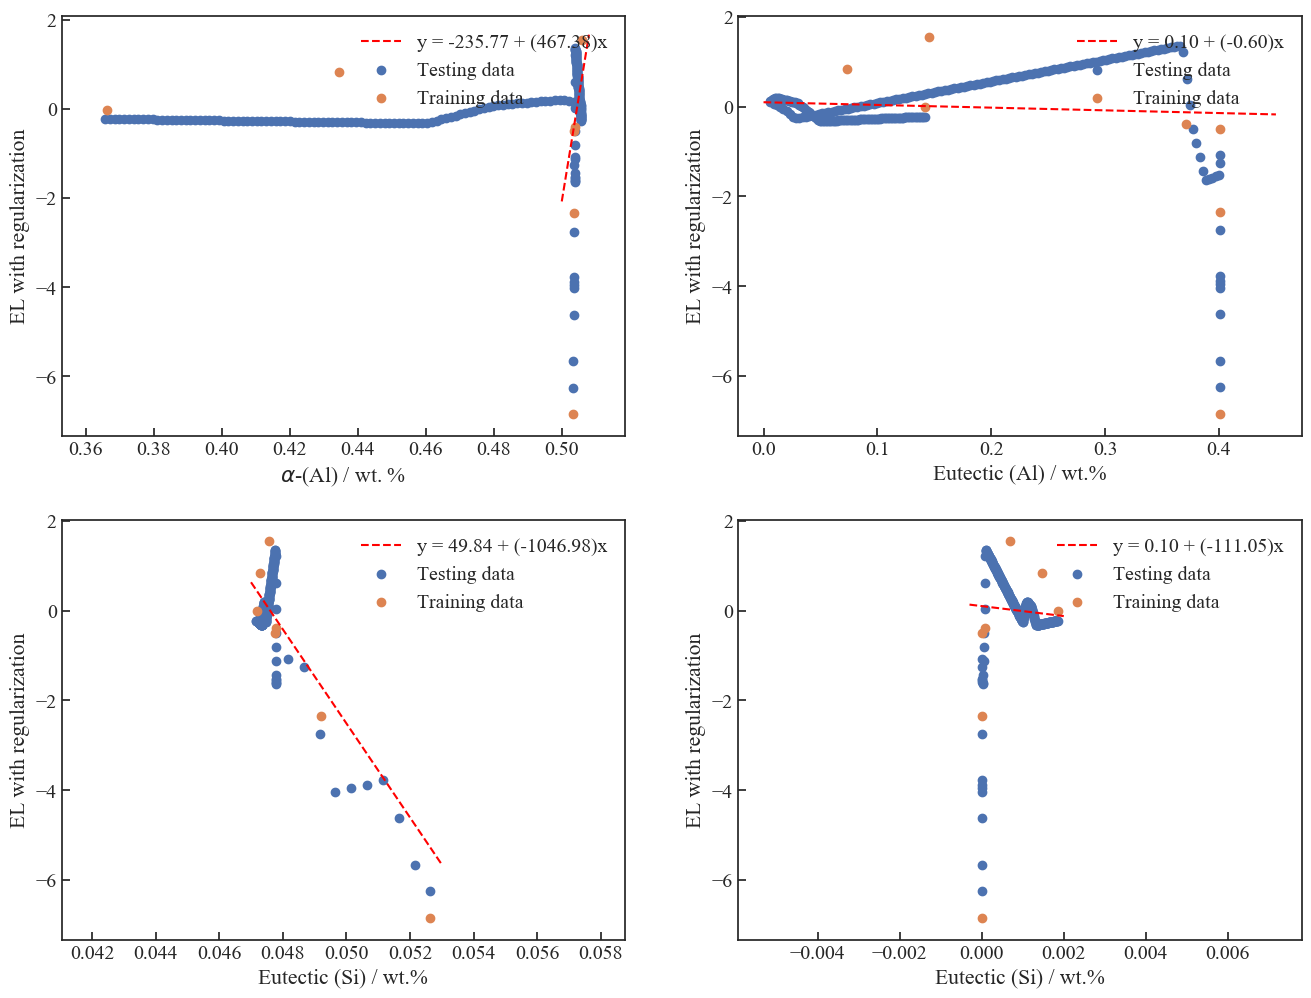 2
0
−2
−4
−6
EL with regularization
y = -235.77 + (467.38)x
Testing data
Training data
0.36 0.38 0.40 0.42 0.44 0.46 0.48 0.50
α-(Al) / wt. %
2
0
−2
−4
−6
EL with regularization
y = 0.10 + (-0.60)x
Testing data
Training data
0.0 0.1 0.2 0.3 0.4
Eutectic (Al) / wt.%
2
0
−2
−4
−6
EL with regularization
y = 49.84 + (-1046.98)x
Testing data
Training data
0.042 0.044 0.046 0.048 0.050 0.052 0.054 0.056 0.058
Eutectic (Si) / wt.%
2
0
−2
−4
−6
EL with regularization
y = 0.10 + (-111.05)x
Testing data
Training data
−0.004 −0.002 0.000 0.002 0.004 0.006
Eutectic (Si) / wt.%